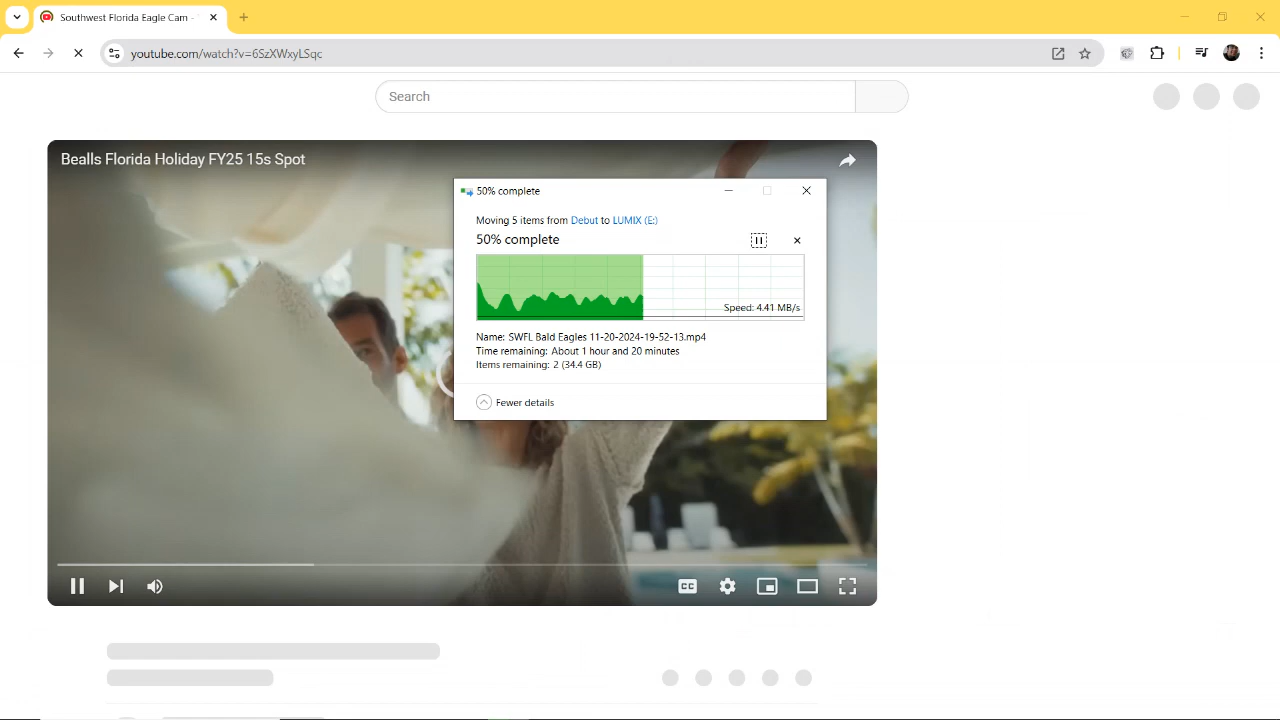 Southwest Florida Eagle Cam -
youtube.com/watch?v=6SzXWxyLSqc
Search
Bealls Florida Holiday FY25 15s Spot
50% complete
Moving 5 items from Debut to LUMIX (E:)
50% complete
Speed: 4.41 MB/s
Name: SWFL Bald Eagles 11-20-2024-19-52-13.mp4
Time remaining: About 1 hour and 20 minutes
Items remaining: 2 (34.4 GB)
Fewer details
CC